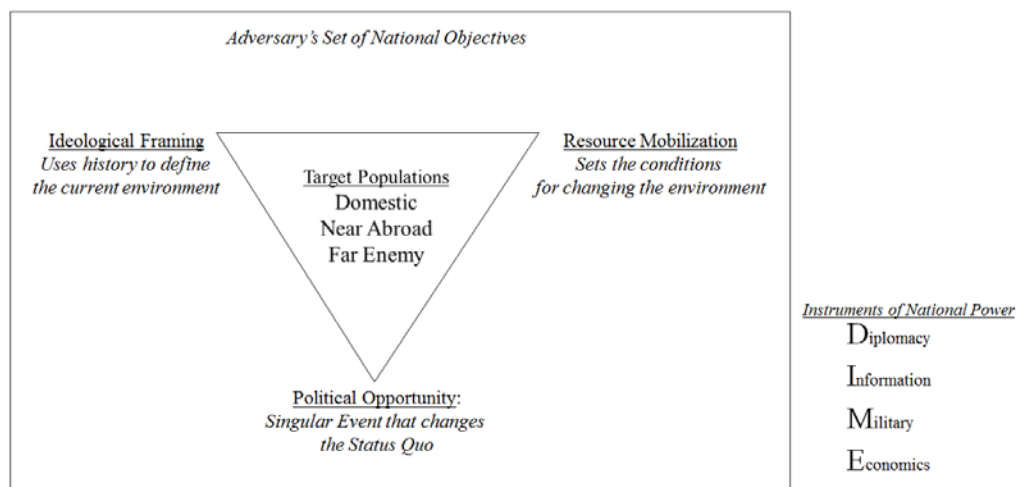 Adversary's Set of National Objectives
Ideological Framing
Uses history to define
the current environment
Resource Mobilization
Sets the conditions
for changing the environment
Target Populations
Domestic
Near Abroad
Far Enemy
Political Opportunity:
Singular Event that changes
the Status Quo
Instruments of National Power
Diplomacy
Information
Military
Economics